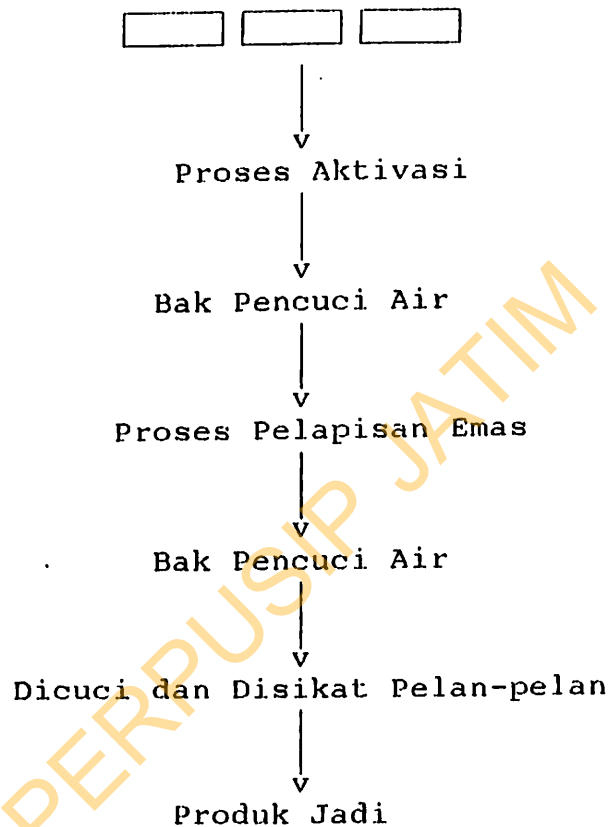 Proses Aktivasi
Bak Pencuci Air
Proses Pelapisan Emas
Bak Pencuci Air
Dicuci dan Disikat Pelan-pelan
Produk Jadi
PERPUSIP JATIM